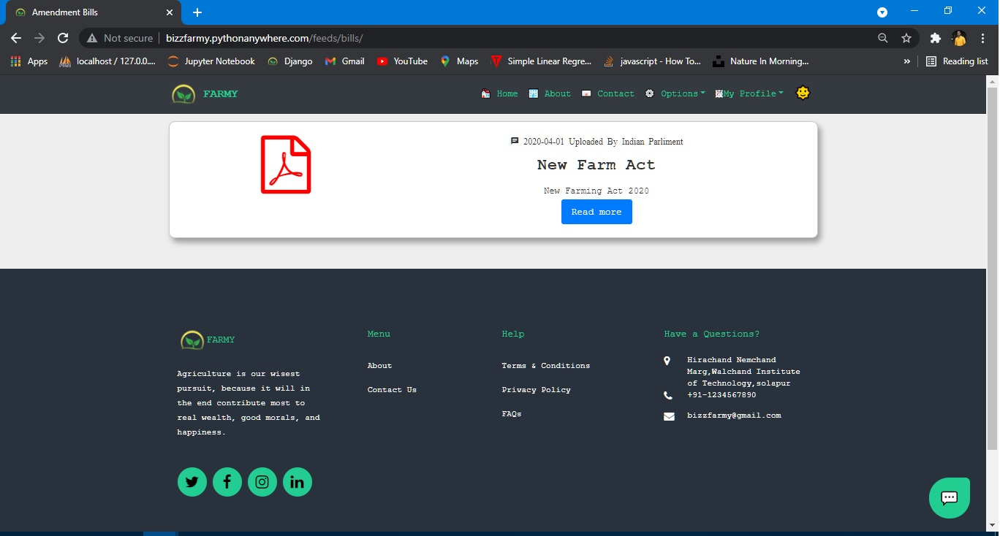 Amendment Bills
Not secure
bizzfarmy.pythonanywhere.com/feeds/bills/
Apps
localhost / 127.0.0....
Jupyter Notebook
Django
Gmail
YouTube
Maps
Simple Linear Regre...
javascript - How To...
Nature In Morning...
»
Reading list
FARMY
Home
About
Contact
Options
My Profile
2020-04-01 Uploaded By Indian Parliment
New Farm Act
New Farming Act 2020
Read more
FARMY
Agriculture is our wisest
pursuit, because it will in
the end contribute most to
real wealth, good morals, and
happiness.
Menu
About
Contact Us
Help
Terms & Conditions
Privacy Policy
FAQs
Have a Questions?
Hirachand Nemchand
Marg,Walchand Institute
of Technology,solapur
+91-1234567890
bizzfarmy@gmail.com